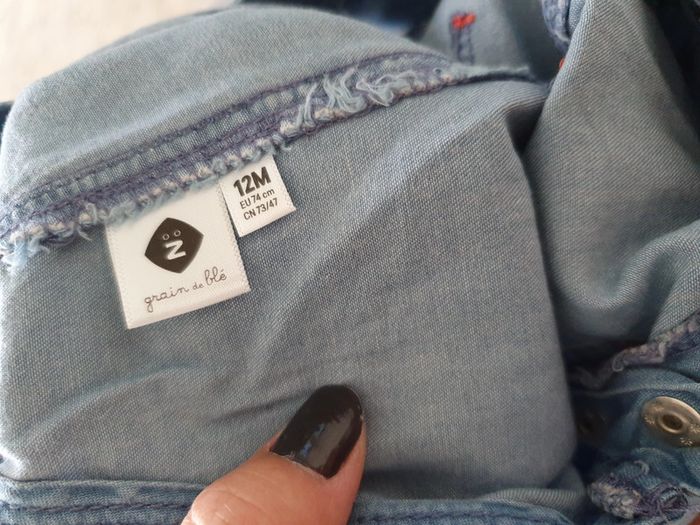 12M
EU 74 cm
CN 73/47
Z
grain de blé